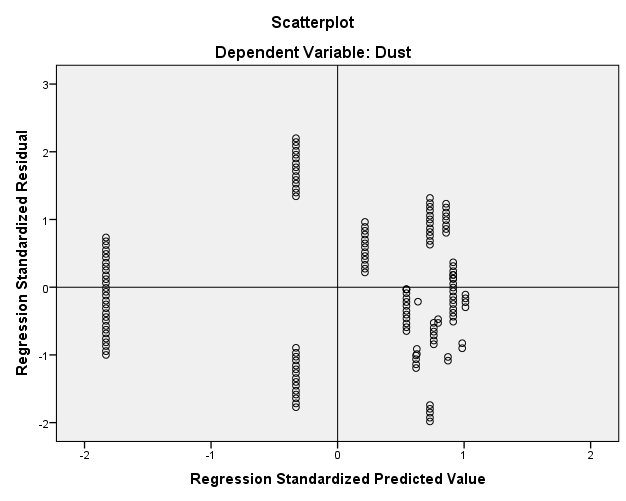 Scatterplot
Dependent Variable: Dust
Regression Standardized Residual
3
2
1
0
-1
-2
-2
-1
0
1
2
Regression Standardized Predicted Value